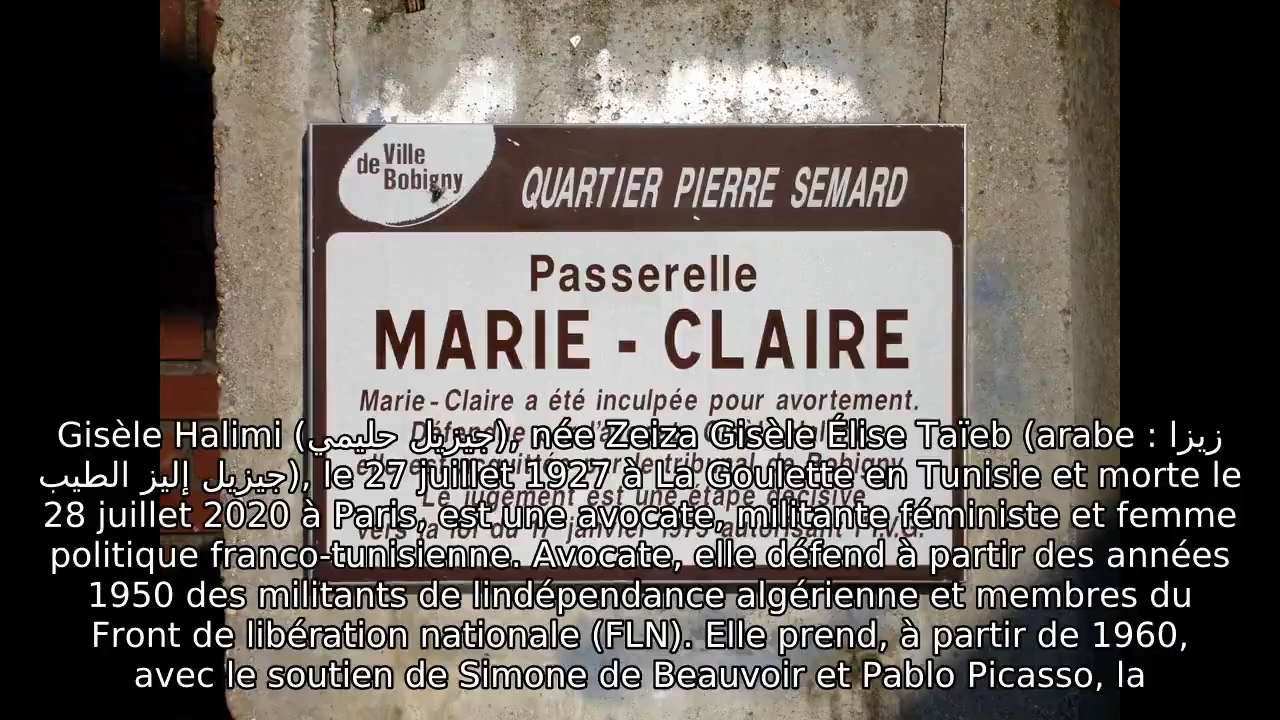 Ville
de Bobigny
QUARTIER PIERRE SEMARD
Passerelle
MARIE - CLAIRE
Marie-Claire a été inculpée pour avortement.
Gisèle Halimi (جيزيل حليمي), née Zeiza Gisèle Élise Taïeb (arabe : زيزا
جيزيل إليز الطيب), le 27 juillet 1927 à La Goulette en Tunisie et morte le
28 juillet 2020 à Paris, est une avocate, militante féministe et femme
politique franco-tunisienne. Avocate, elle défend à partir des années
1950 des militants de lindépendance algérienne et membres du
Front de libération nationale (FLN). Elle prend, à partir de 1960,
avec le soutien de Simone de Beauvoir et Pablo Picasso, la